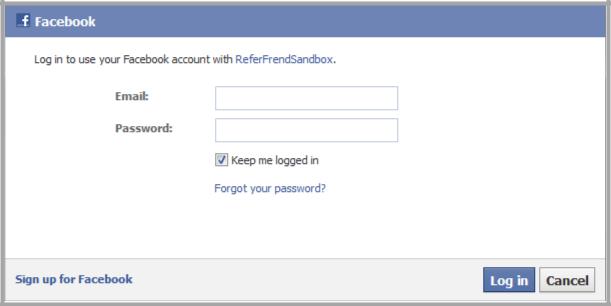 Facebook
Log in to use your Facebook account with ReferFrendSandbox.
Email:
Password:
Keep me logged in
Forgot your password?
Sign up for Facebook
Log in Cancel